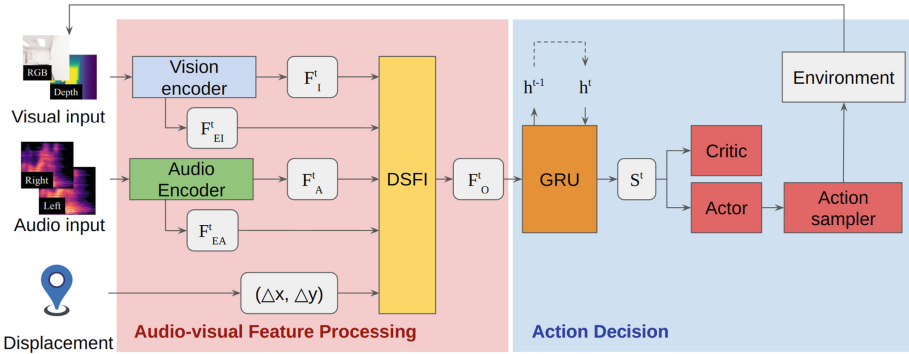 RGB
Depth
Visual input
Right
Left
Audio input
Displacement
Vision
encoder
F^t_I
F^t_EI
Audio
Encoder
F^t_A
F^t_EA
(△x, △y)
DSFI
Audio-visual Feature Processing
F^t_O
h^t-1
h^t
GRU
S^t
Critic
Actor
Action
sampler
Environment
Action Decision